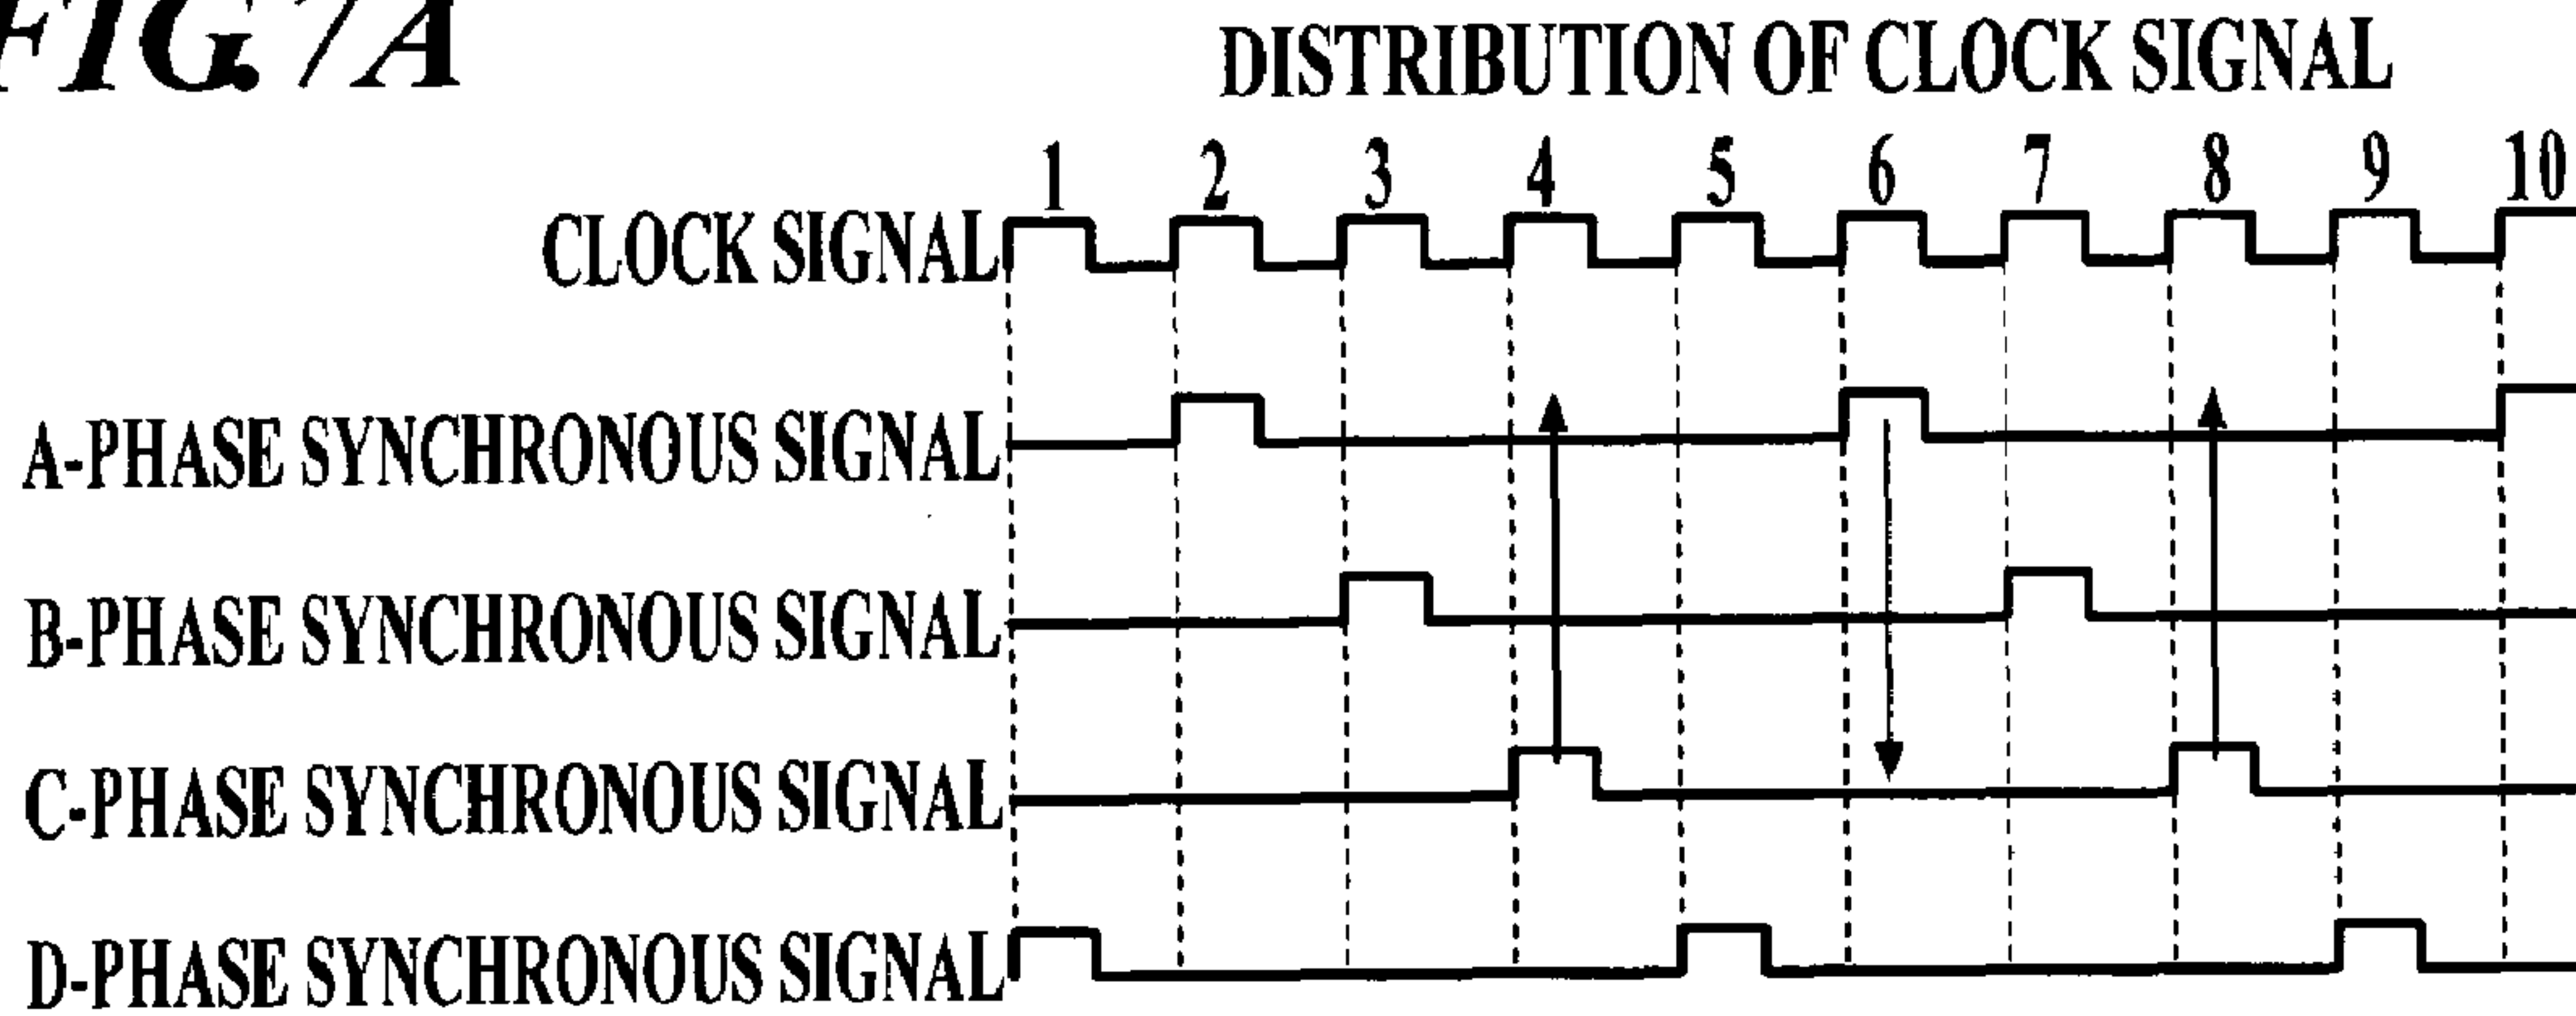 FIG. 7A
DISTRIBUTION OF CLOCK SIGNAL
1 2 3 4 5 6 7 8 9 10
CLOCK SIGNAL
A-PHASE SYNCHRONOUS SIGNAL
B-PHASE SYNCHRONOUS SIGNAL
C-PHASE SYNCHRONOUS SIGNAL
D-PHASE SYNCHRONOUS SIGNAL